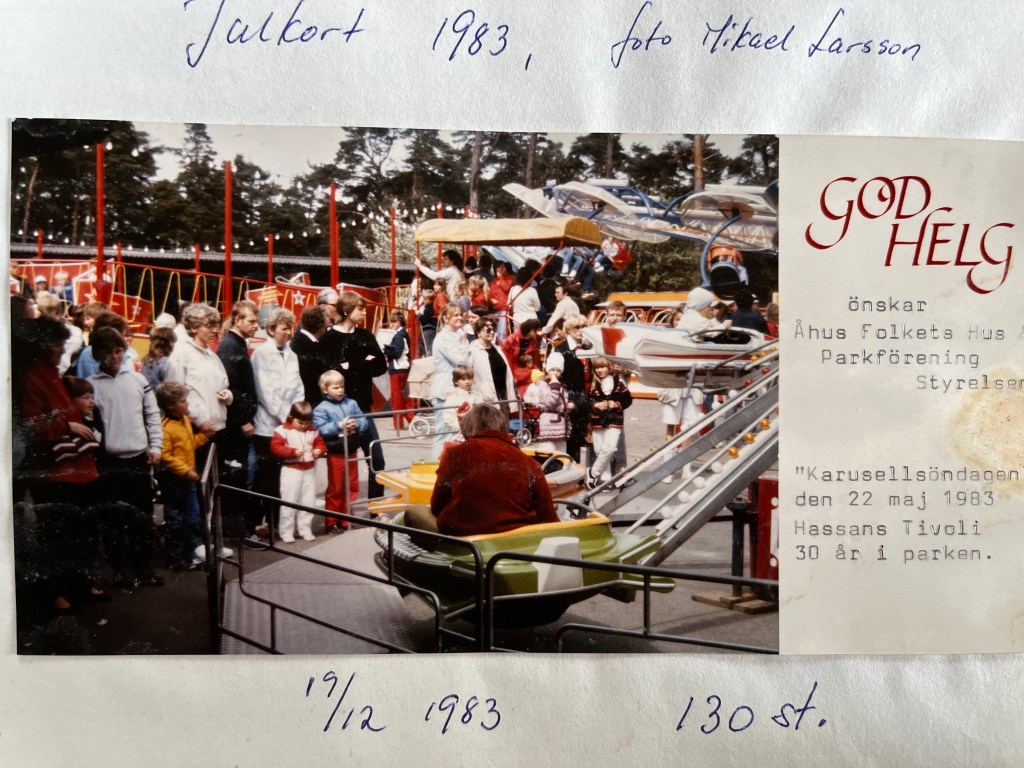 Julkort 1983, foto Mikael Larsson
GOD
HELG
önskar
Åhus Folkets Hus &
Parkförening
Styrelsen
"Karusellsöndagen"
den 22 maj 1983
Hassans Tivoli
30 år i parken.
19/12 1983 130 st.